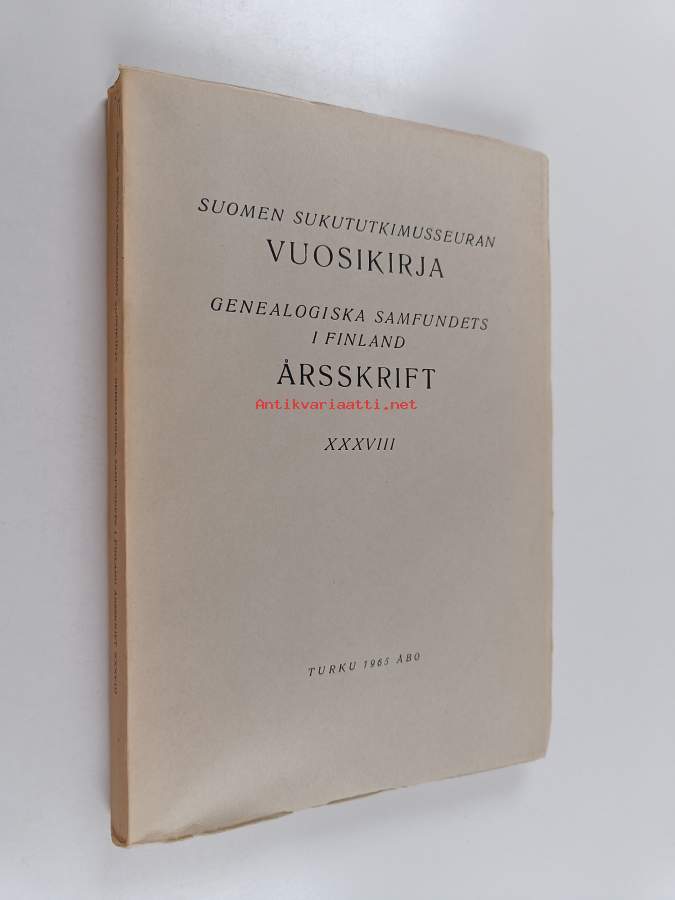 SUOMEN SUKUTUTKIMUSSEURAN
VUOSIKIRJA
GENEALOGISKA SAMFUNDETS
I FINLAND
ÅRSSKRIFT
Antikvariaatti.net
XXXVIII
TURKU 1965 ÅBO